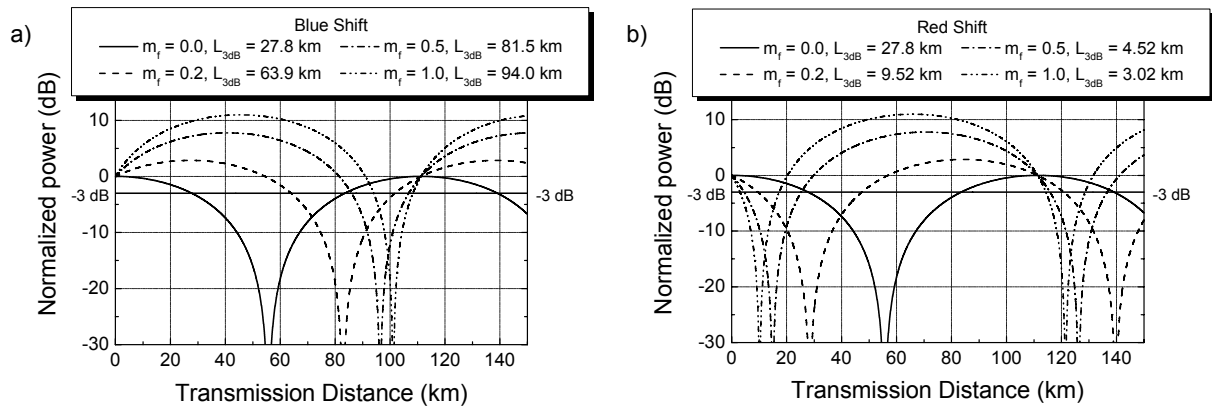 a)
Blue Shift
m_f = 0.0, L_3dB = 27.8 km
m_f = 0.5, L_3dB = 81.5 km
m_f = 0.2, L_3dB = 63.9 km
m_f = 1.0, L_3dB = 94.0 km
Normalized power (dB)
10
0
-3 dB
-10
-20
-30
-3 dB
0 20 40 60 80 100 120 140
Transmission Distance (km)
b)
Red Shift
m_f = 0.0, L_3dB = 27.8 km
m_f = 0.5, L_3dB = 4.52 km
m_f = 0.2, L_3dB = 9.52 km
m_f = 1.0, L_3dB = 3.02 km
Normalized power (dB)
10
0
-3 dB
-10
-20
-30
-3 dB
0 20 40 60 80 100 120 140
Transmission Distance (km)